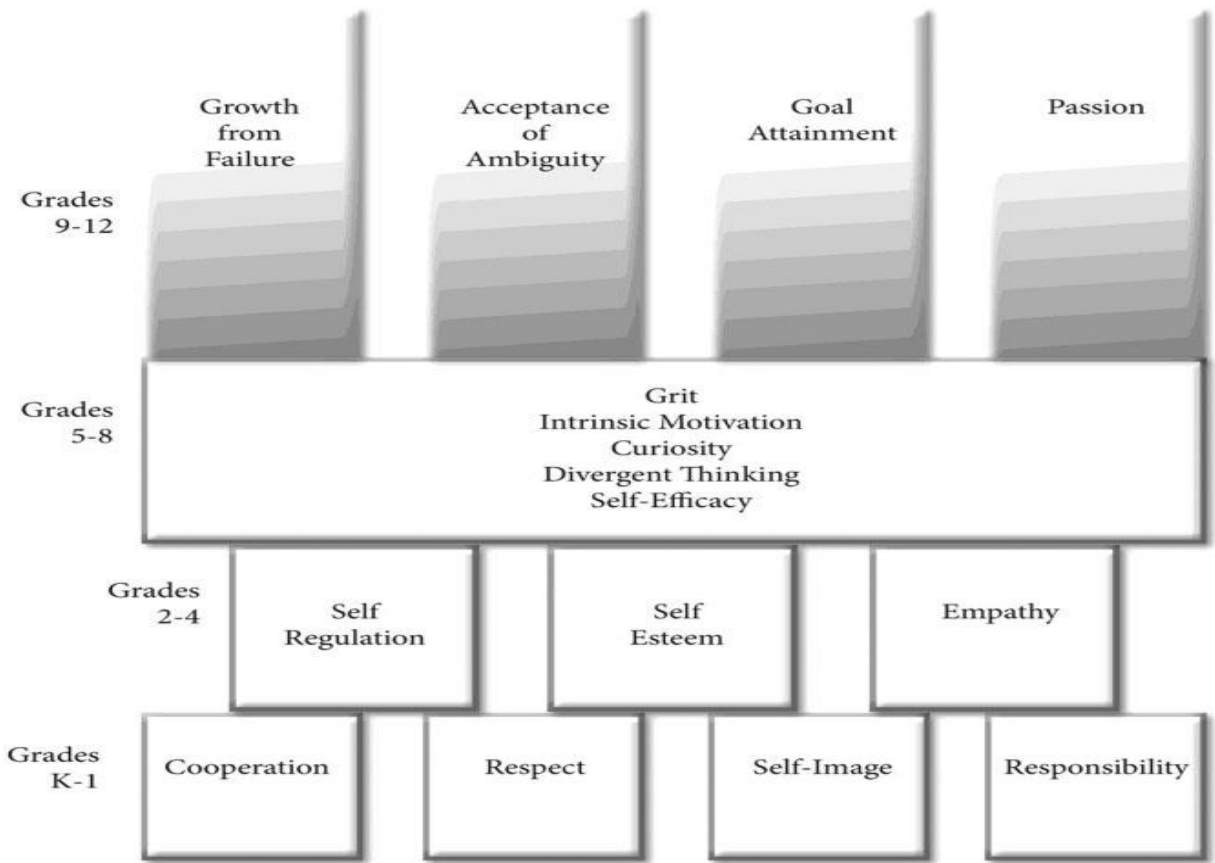 Growth
from
Failure
Acceptance
of
Ambiguity
Goal
Attainment
Passion
Grades
9-12
Grades
5-8
Grit
Intrinsic Motivation
Curiosity
Divergent Thinking
Self-Efficacy
Grades
2-4
Self
Regulation
Self
Esteem
Empathy
Grades
K-1
Cooperation
Respect
Self-Image
Responsibility